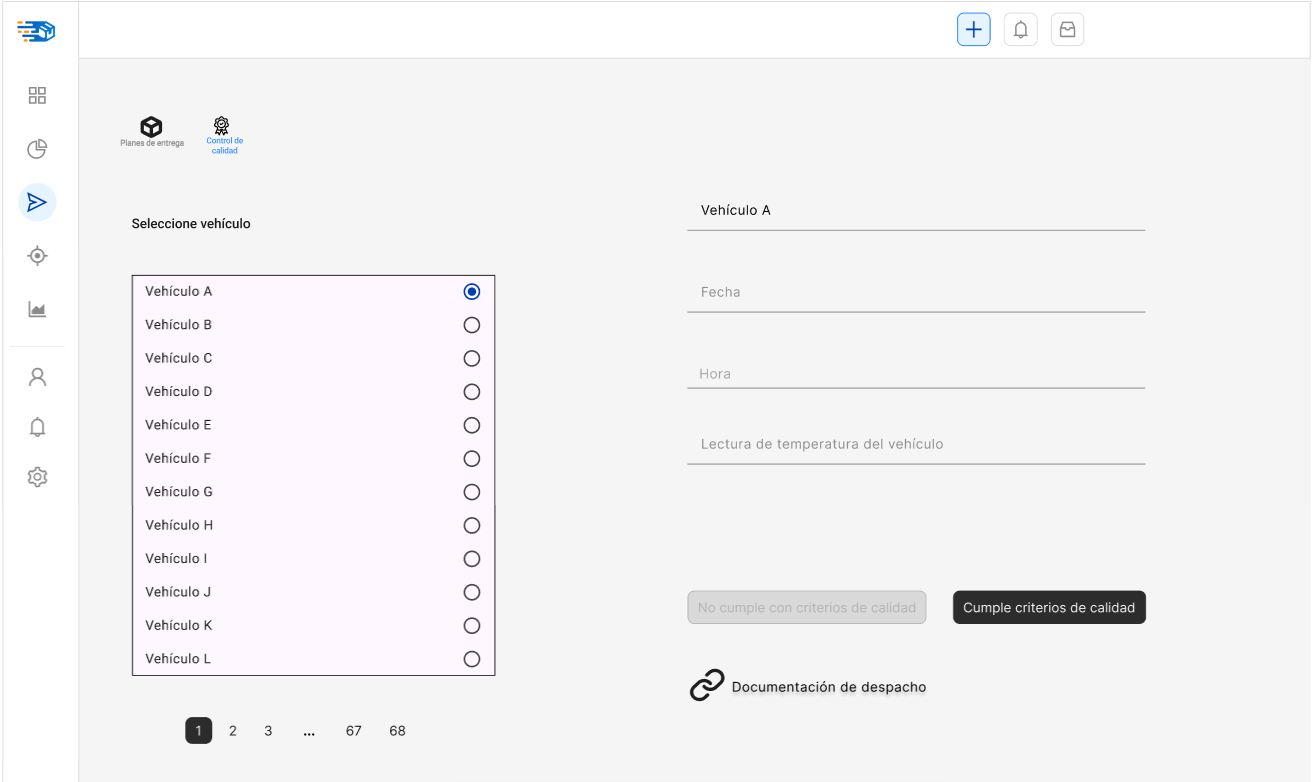 Planes de entrega
Control de
calidad
Seleccione vehículo
Vehículo A
Vehículo B
Vehículo C
Vehículo D
Vehículo E
Vehículo F
Vehículo G
Vehículo H
Vehículo I
Vehículo J
Vehículo K
Vehículo L
1 2 3 ... 67 68
Vehículo A
Fecha
Hora
Lectura de temperatura del vehículo
No cumple con criterios de calidad
Cumple criterios de calidad
Documentación de despacho